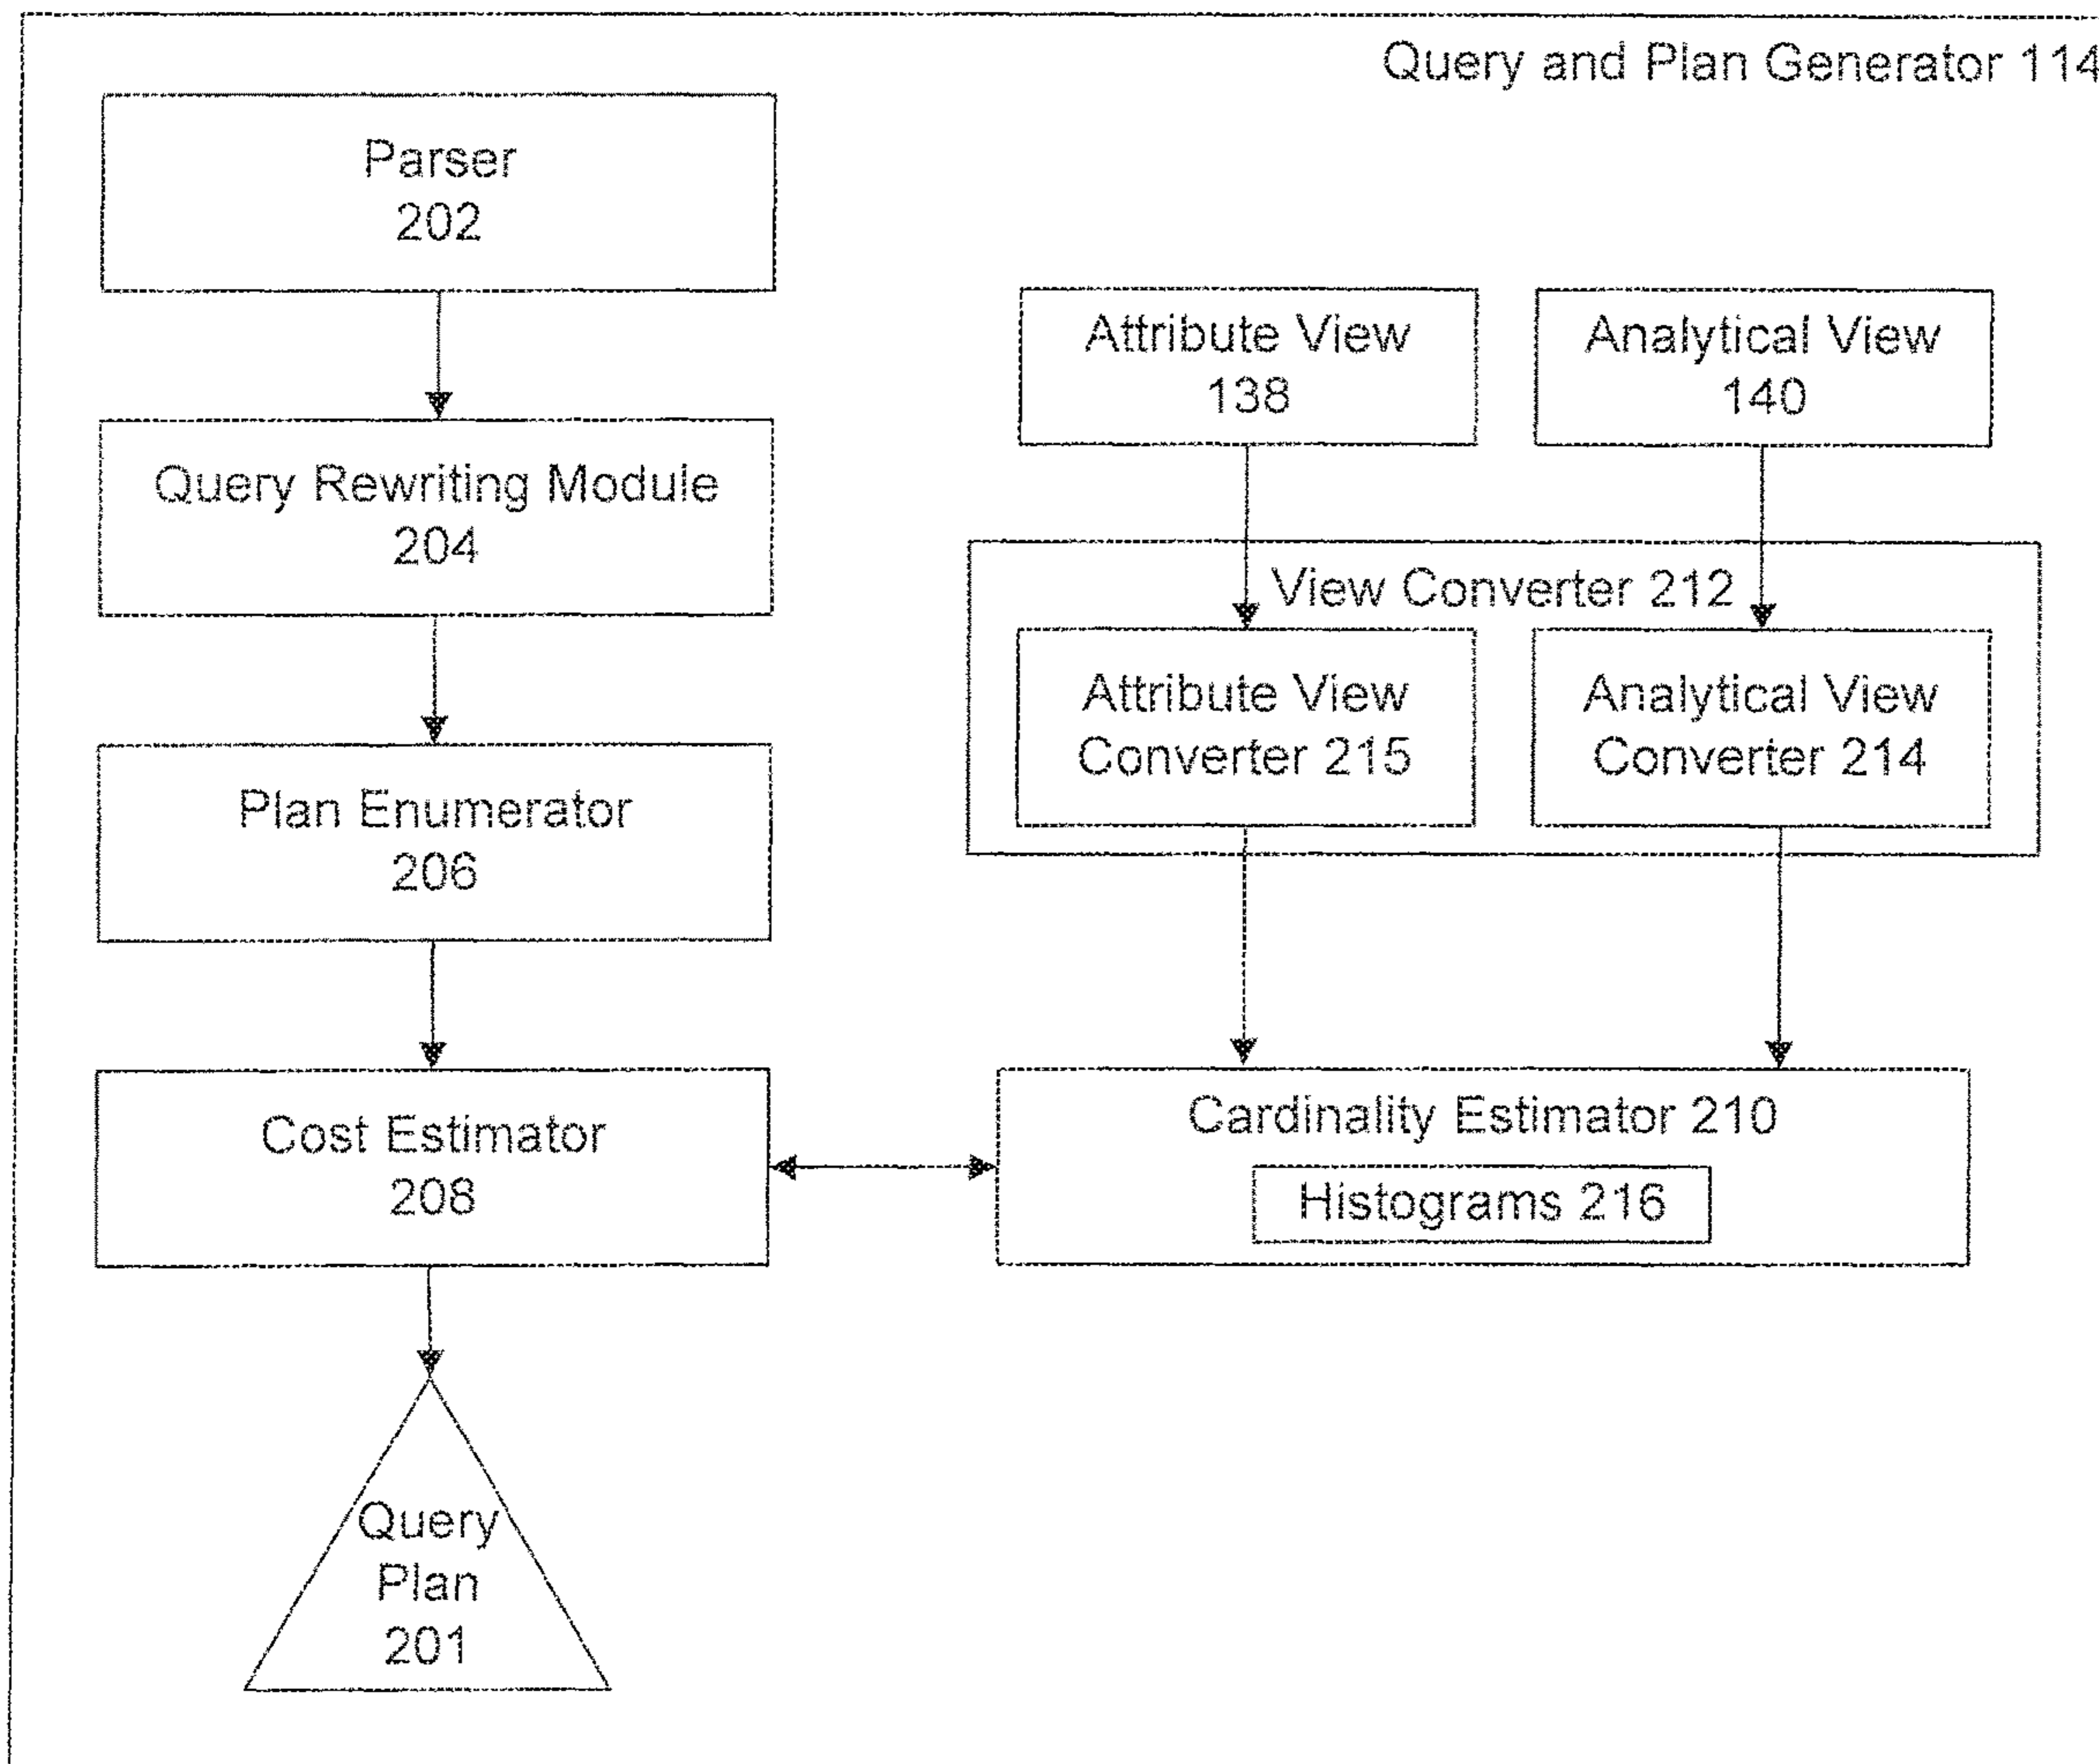 Query and Plan Generator 114
Parser
202
Query Rewriting Module
204
Plan Enumerator
206
Cost Estimator
208
Query
Plan
201
Attribute View
138
Analytical View
140
View Converter 212
Attribute View
Converter 215
Analytical View
Converter 214
Cardinality Estimator 210
Histograms 216